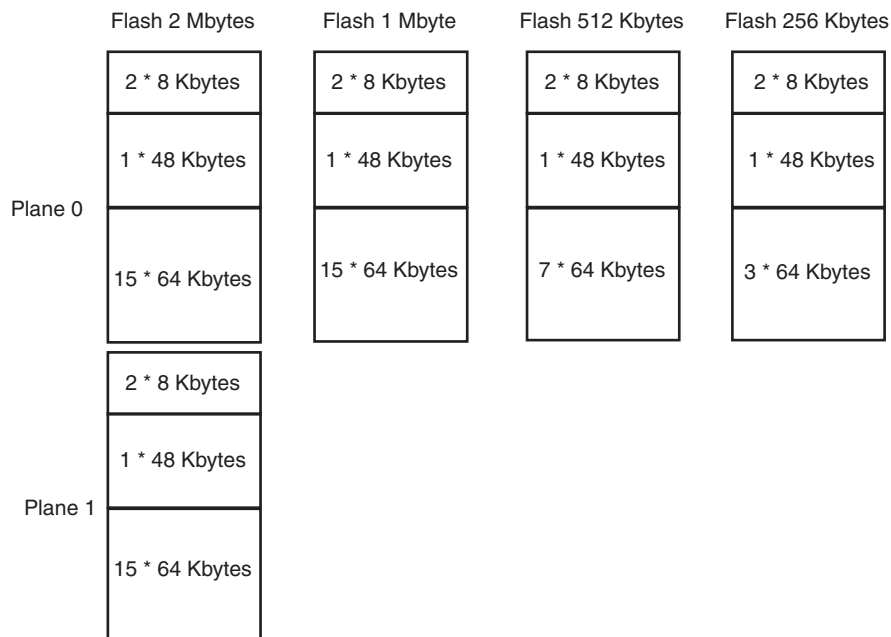 Flash 2 Mbytes Flash 1 Mbyte Flash 512 Kbytes Flash 256 Kbytes
2 * 8 Kbytes 2 * 8 Kbytes 2 * 8 Kbytes 2 * 8 Kbytes
1 * 48 Kbytes 1 * 48 Kbytes 1 * 48 Kbytes 1 * 48 Kbytes
Plane 0
15 * 64 Kbytes 15 * 64 Kbytes 7 * 64 Kbytes 3 * 64 Kbytes
2 * 8 Kbytes
1 * 48 Kbytes
Plane 1
15 * 64 Kbytes